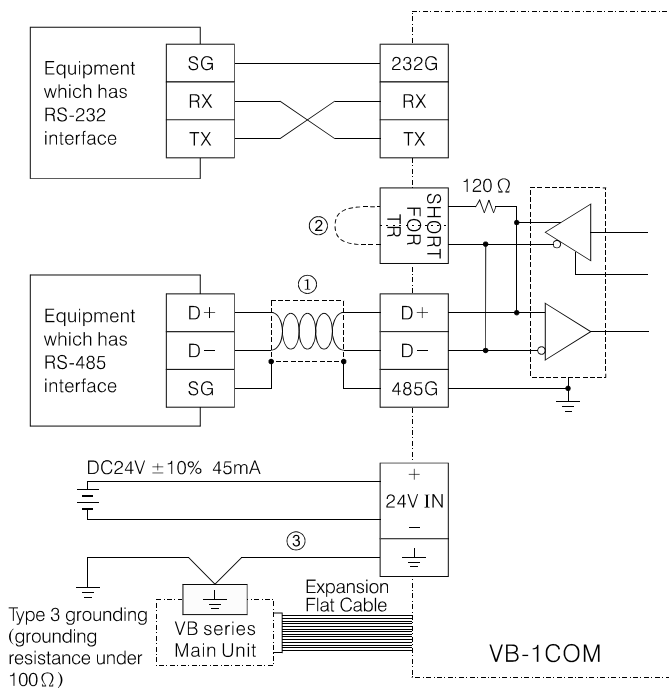 Equipment
which has
RS-232
interface
SG
RX
TX
232G
RX
TX
②
SHORT
FOR
TR
120 Ω
①
Equipment
which has
RS-485
interface
D+
D−
SG
D+
D−
485G
DC24V ±10% 45mA
+
24V IN
−
③
Type 3 grounding
(grounding
resistance under
100Ω)
VB series
Main Unit
Expansion
Flat Cable
VB-1COM